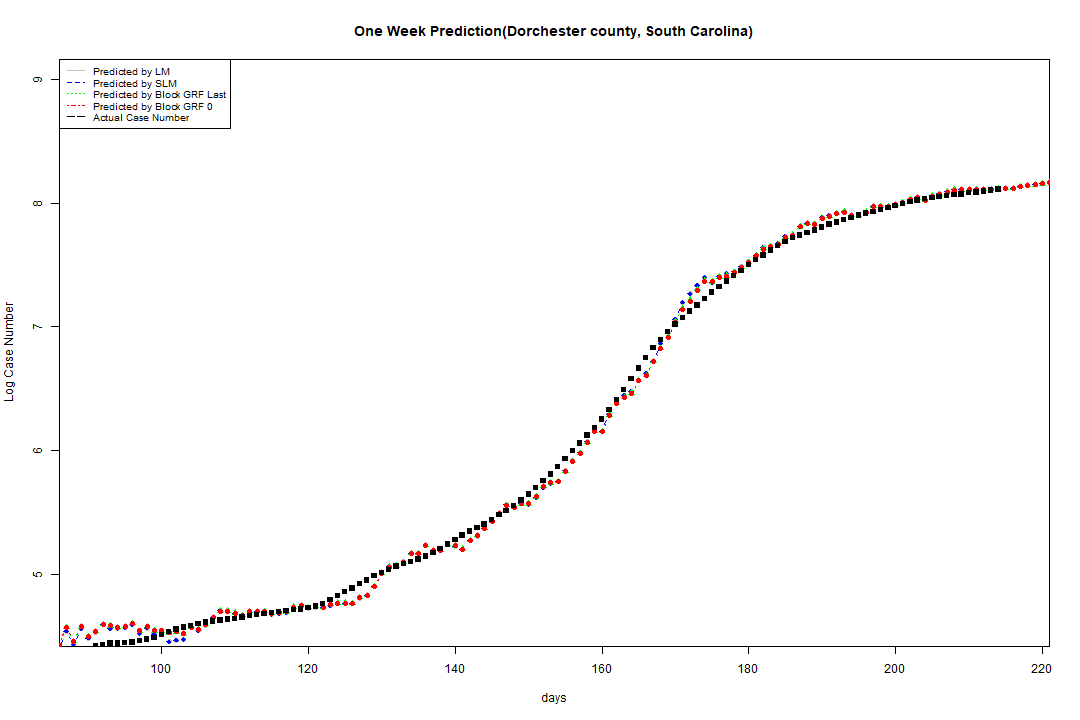 One Week Prediction(Dorchester county, South Carolina)
Predicted by LM
Predicted by SLM
Predicted by Block GRF Last
Predicted by Block GRF 0
Actual Case Number
9
8
7
6
5
Log Case Number
100 120 140 160 180 200 220
days